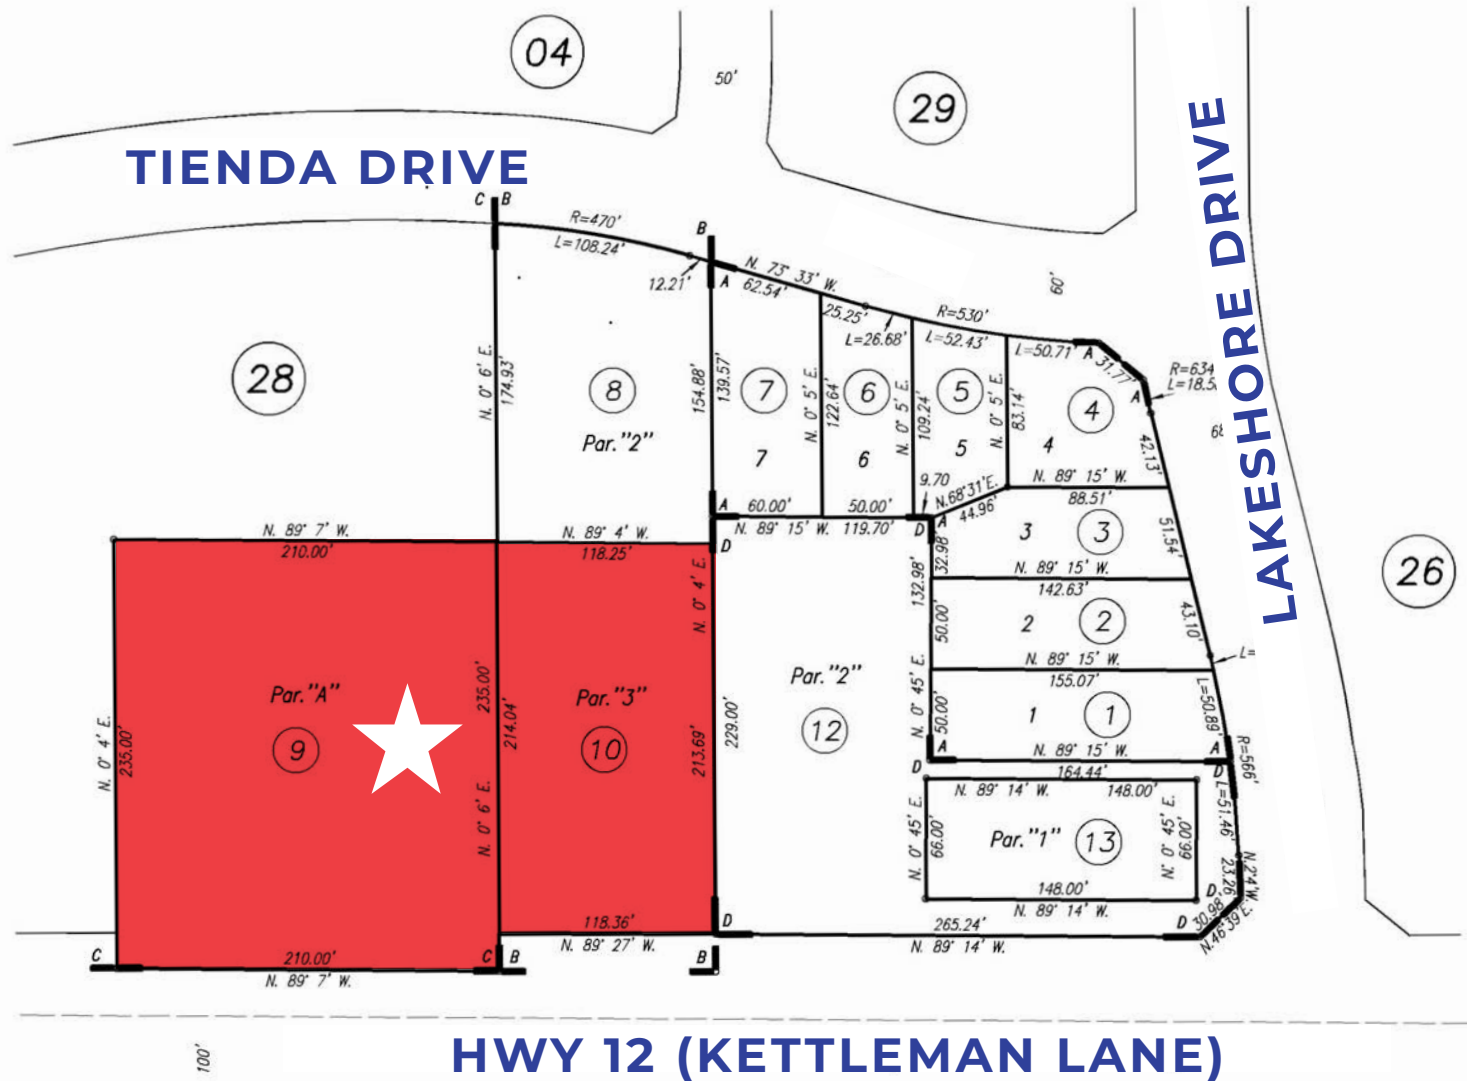 04
50'
29
TIENDA DRIVE
LAKESHORE DRIVE
C B
R=470'
L=108.24'
B
12.21'
A
N. 73° 33' W.
62.54'
25.25'
L=26.68'
R=530'
L=52.43'
60'
L=50.71'
A
31.77'
A
R=634
L=18.5
68
28
N. 0° 6' E.
174.93'
8
Par. "2"
154.88'
139.57'
7
7
N. 0° 5' E.
122.64'
6
6
N. 0° 5' E.
109.24'
5
5
N. 0° 5' E.
83.14'
4
4
42.13'
9.70
N.68°31'E.
44.96'
N. 89° 15' W.
88.51'
A
60.00'
50.00'
N. 89° 15' W.
119.70'
D
A
D
N. 89° 7' W.
210.00'
N. 89° 4' W.
118.25'
N. 0° 4' E.
132.98'
32.98'
3
3
51.54'
26
N. 89° 15' W.
142.63'
50.00'
2
2
43.10'
N. 89° 15' W.
155.07'
L=
L=50.89'
N. 0° 45' E.
50.00'
1
1
N. 89° 15' W.
164.44'
A
D
A
D
R=566'
L=51.46'
Par. "A"
9
N. 0° 4' E.
235.00'
235.00'
214.04'
N. 0° 6' E.
Par. "3"
10
213.69'
229.00'
Par. "2"
12
N. 89° 14' W.
148.00'
N. 0° 45' E.
66.00'
Par. "1"
13
N. 0° 45' E.
66.00'
148.00'
N. 89° 14' W.
N.2°4'W.
23.26
D
30.98'
N.46°39'E.
D
118.36'
N. 89° 27' W.
D
265.24'
N. 89° 14' W.
C
210.00'
N. 89° 7' W.
C B
B
100'
HWY 12 (KETTLEMAN LANE)